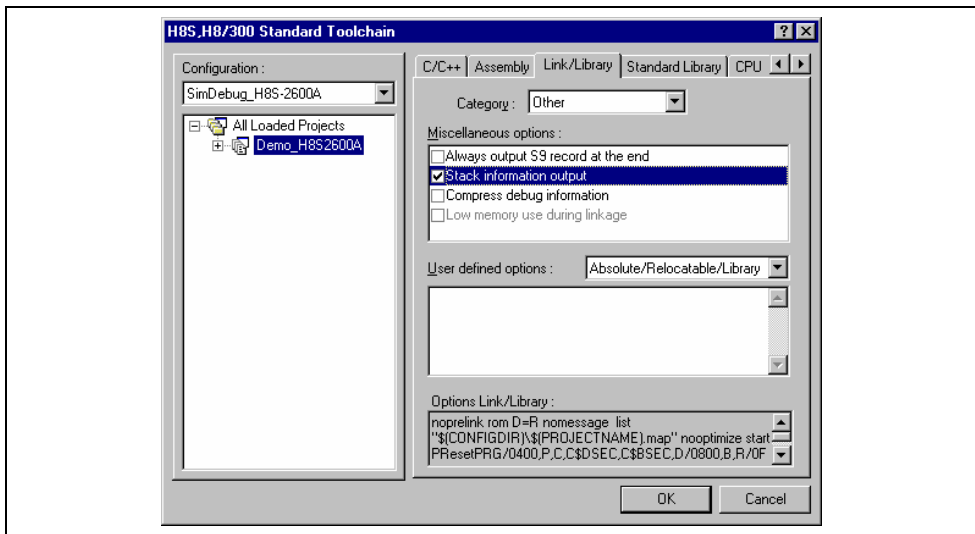 H8S,H8/300 Standard Toolchain
Configuration :
SimDebug_H8S-2600A
All Loaded Projects
Demo_H8S2600A
C/C++ Assembly Link/Library Standard Library CPU
Category : Other
Miscellaneous options :
Always output S9 record at the end
Stack information output
Compress debug information
Low memory use during linkage
User defined options : Absolute/Relocatable/Library
Options Link/Library :
noprelink rom D=R nomessage list
"$(CONFIGDIR)\$(PROJECTNAME).map" nooptimize start
PResetPRG/0400,P,C,C$DSEC,C$BSEC,D/0800,B,R/0F
OK Cancel